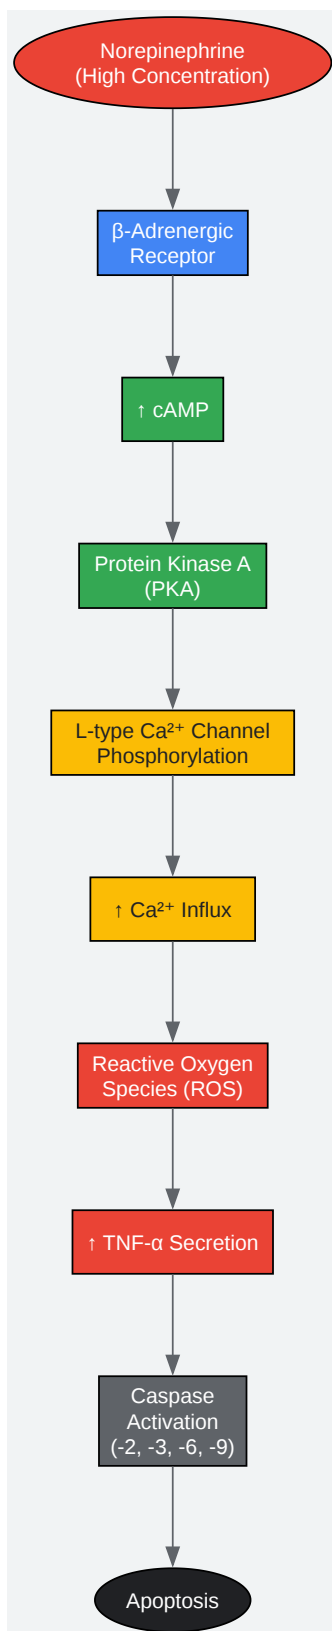 Norepinephrine
(High Concentration)
β-Adrenergic
Receptor
↑ cAMP
Protein Kinase A
(PKA)
L-type Ca²⁺ Channel
Phosphorylation
↑ Ca²⁺ Influx
Reactive Oxygen
Species (ROS)
↑ TNF-α Secretion
Caspase
Activation
(-2, -3, -6, -9)
Apoptosis